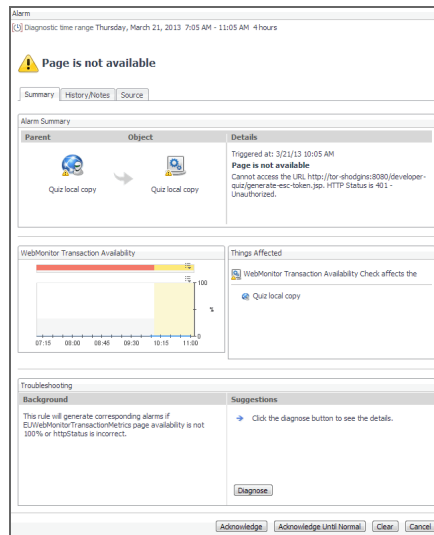 Alarm
Diagnostic time range Thursday, March 21, 2013 7:05 AM - 11:05 AM 4 hours
Page is not available
Summary History/Notes Source
Alarm Summary
Parent Object Details
Triggered at: 3/21/13 10:05 AM
Page is not available
Cannot access the URL http://tor-shodgins:8080/developer-
quiz/generate-esc-token.jsp. HTTP Status is 401 -
Unauthorized.
Quiz local copy Quiz local copy
WebMonitor Transaction Availability
100
%
0
07:15 08:00 08:45 09:30 10:15 11:00
Things Affected
WebMonitor Transaction Availability Check affects the
Quiz local copy
Troubleshooting
Background
This rule will generate corresponding alarms if
EUWebMonitorTransactionMetrics page availability is not
100% or httpStatus is incorrect.
Suggestions
Click the diagnose button to see the details.
Diagnose
Acknowledge Acknowledge Until Normal Clear Cancel